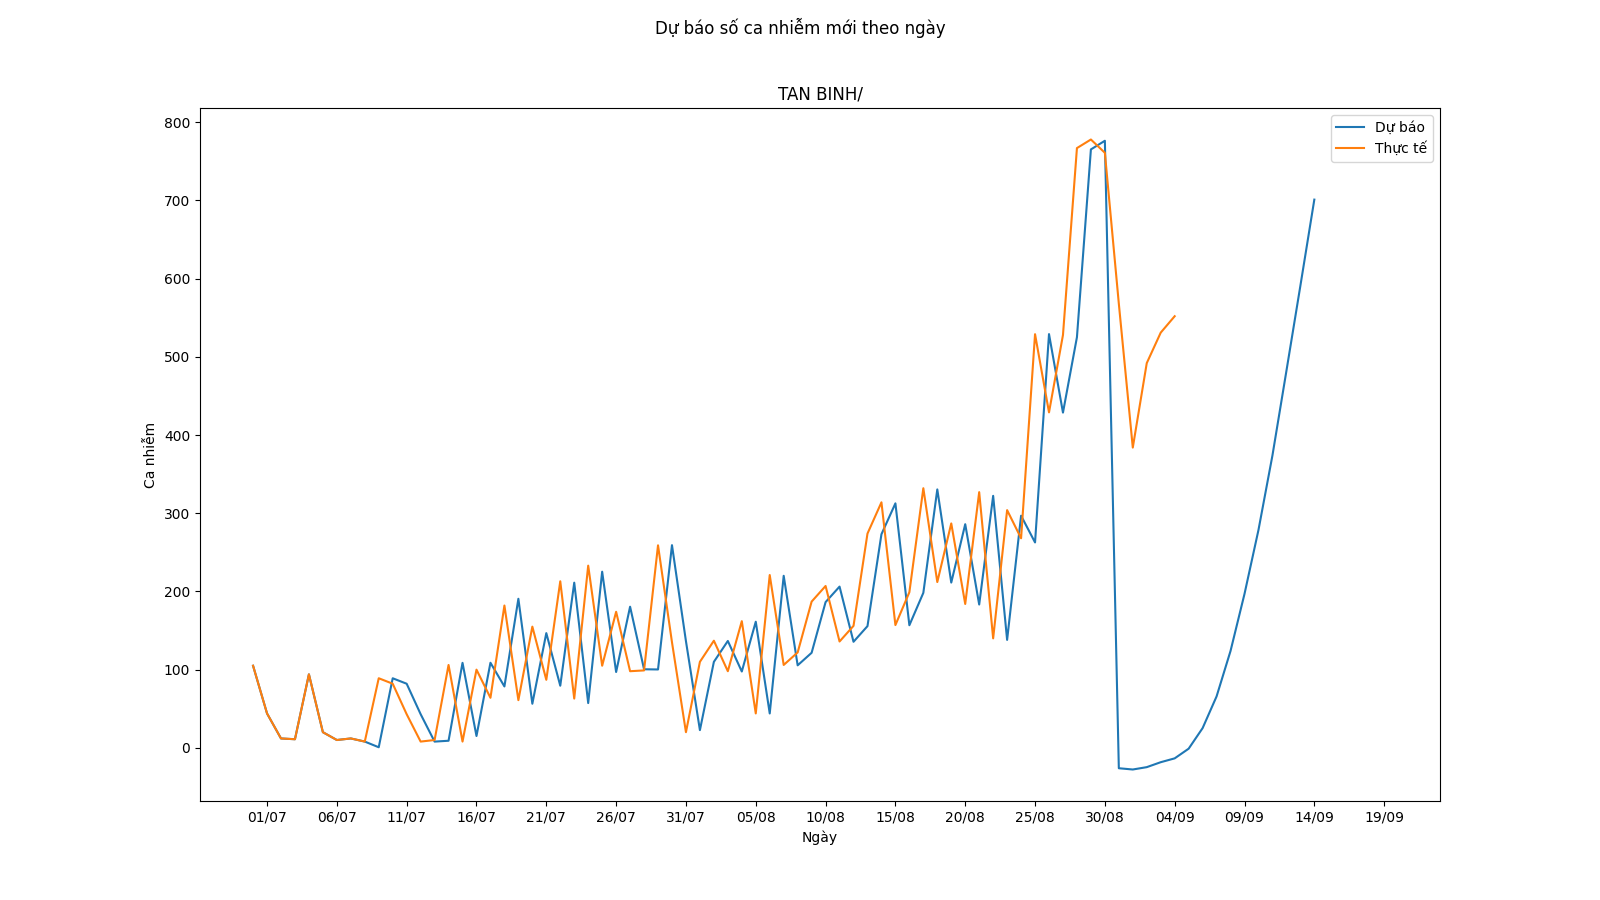 Dự báo số ca nhiễm mới theo ngày
TAN BINH/
Dự báo
Thực tế
800
700
600
500
400
300
200
100
0
Ca nhiễm
01/07 06/07 11/07 16/07 21/07 26/07 31/07 05/08 10/08 15/08 20/08 25/08 30/08 04/09 09/09 14/09 19/09
Ngày